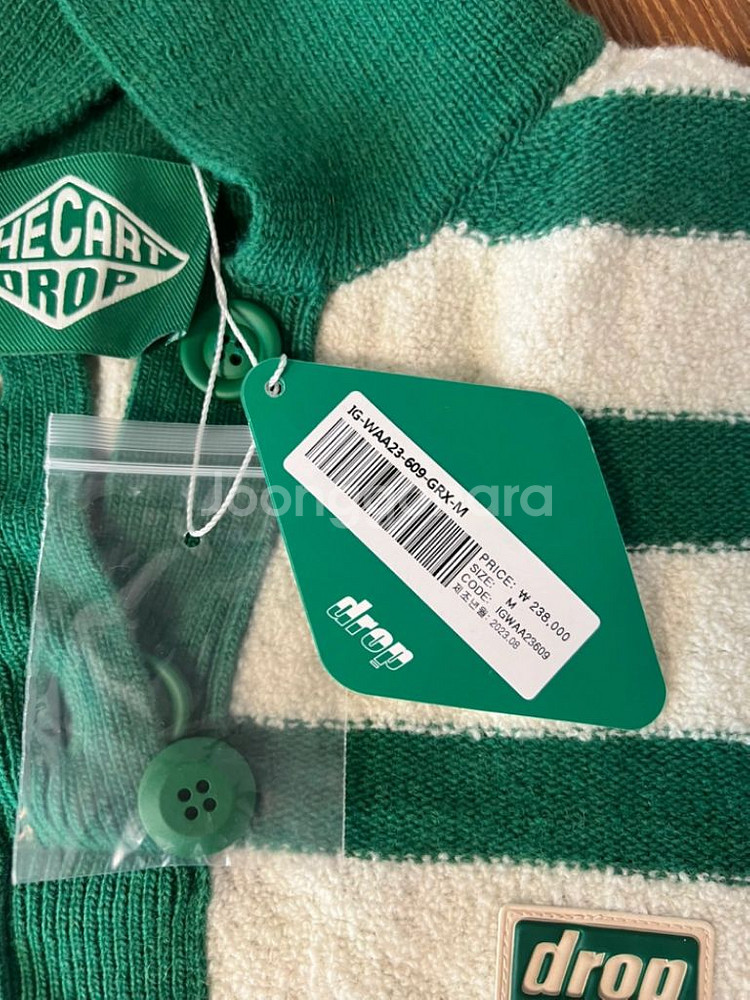 HECART
DROP
IG-WAA23-609-GRX-M
PRICE: ₩ 238,000
SIZE: M
CODE: IGWAA23609
제조년월: 2023.08
drop
drop